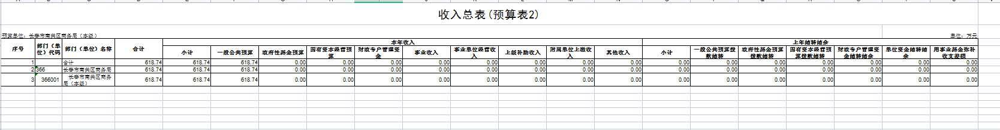 收入总表(预算表2)
预算单位：长春市南关区商务局（本级） 单位：万元
序号 部门（单位）代码 部门（单位）名称 合计 本年收入 上年结转结余
小计 一般公共预算 政府性基金预算 国有资本经营预算 财政专户管理资金 事业收入 事业单位经营收入 上级补助收入 附属单位上缴收入 其他收入 小计 一般公共预算拨款结转 政府性基金预算拨款结转 国有资本经营预算拨款结转 财政专户管理资金结转结余 单位资金结转结余 用事业基金弥补收支差额
1 合计 618.74 618.74 618.74 0.00 0.00 0.00 0.00 0.00 0.00 0.00 0.00 0.00 0.00 0.00 0.00 0.00 0.00 0.00
2 366 长春市南关区商务局 618.74 618.74 618.74 0.00 0.00 0.00 0.00 0.00 0.00 0.00 0.00 0.00 0.00 0.00 0.00 0.00 0.00 0.00
3 366001 长春市南关区商务局（本级） 618.74 618.74 618.74 0.00 0.00 0.00 0.00 0.00 0.00 0.00 0.00 0.00 0.00 0.00 0.00 0.00 0.00 0.00